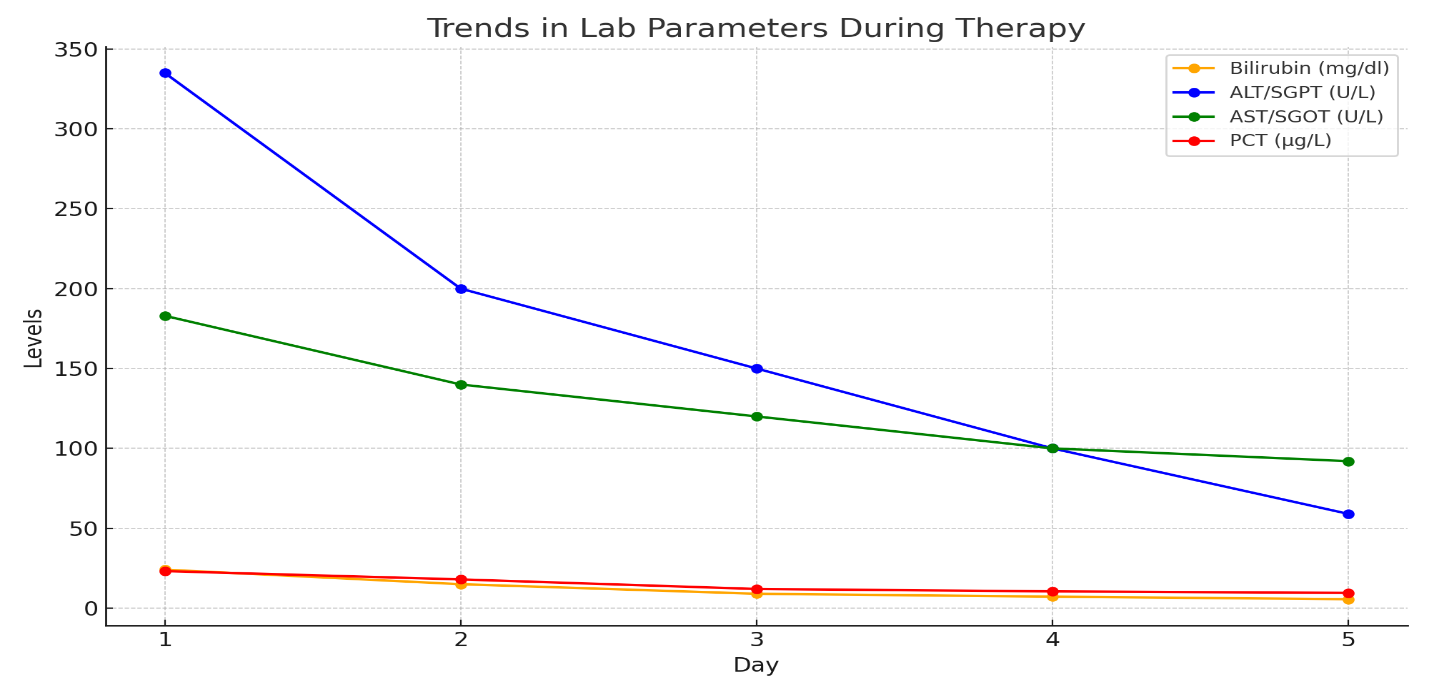 Trends in Lab Parameters During Therapy
350
300
250
200
150
100
50
0
Levels
Bilirubin (mg/dl)
ALT/SGPT (U/L)
AST/SGOT (U/L)
PCT (µg/L)
1 2 3 4 5
Day